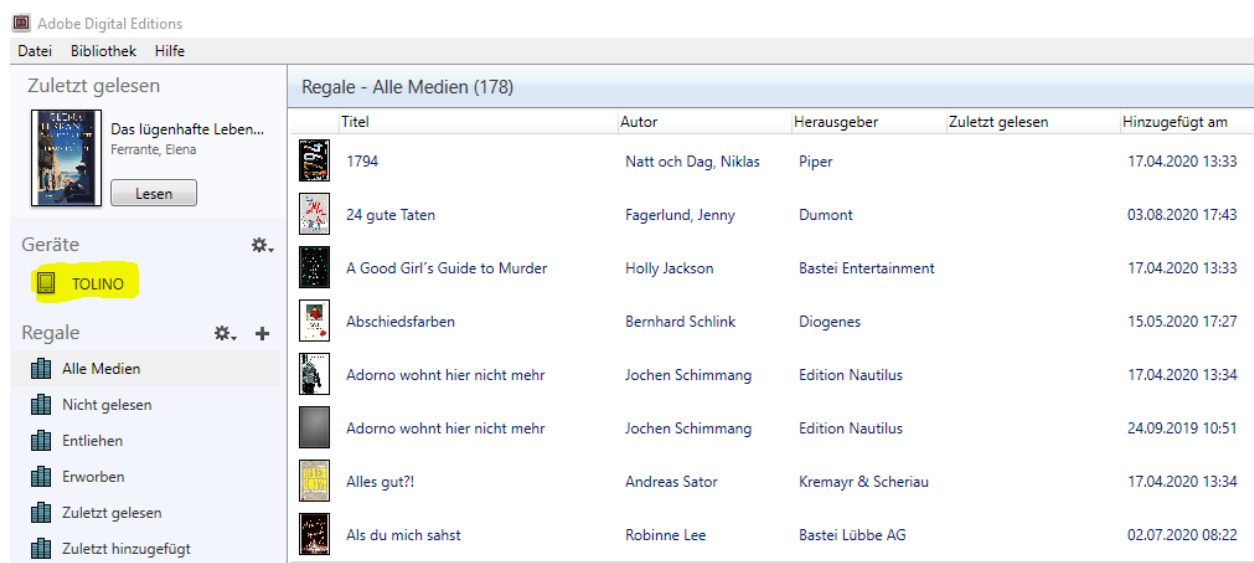 Adobe Digital Editions
Datei Bibliothek Hilfe
Zuletzt gelesen
Das lügenhafte Leben...
Ferrante, Elena
Lesen
Geräte
TOLINO
Regale
Alle Medien
Nicht gelesen
Entliehen
Erworben
Zuletzt gelesen
Zuletzt hinzugefügt
Regale - Alle Medien (178)
Titel Autor Herausgeber Zuletzt gelesen Hinzugefügt am
1794 Natt och Dag, Niklas Piper 17.04.2020 13:33
24 gute Taten Fagerlund, Jenny Dumont 03.08.2020 17:43
A Good Girl´s Guide to Murder Holly Jackson Bastei Entertainment 17.04.2020 13:33
Abschiedsfarben Bernhard Schlink Diogenes 15.05.2020 17:27
Adorno wohnt hier nicht mehr Jochen Schimmang Edition Nautilus 17.04.2020 13:34
Adorno wohnt hier nicht mehr Jochen Schimmang Edition Nautilus 24.09.2019 10:51
Alles gut?! Andreas Sator Kremayr & Scheriau 17.04.2020 13:34
Als du mich sahst Robinne Lee Bastei Lübbe AG 02.07.2020 08:22